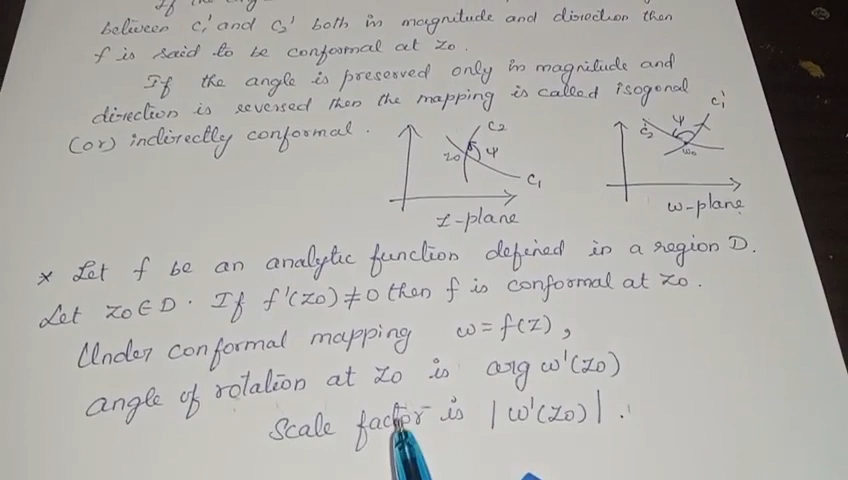 If the
between c₁' and c₂' both in magnitude and direction then
f is said to be conformal at z₀.
If the angle is preserved only in magnitude and
direction is reversed then the mapping is called isogonal
(or) indirectly conformal.
c₂
z₀ ψ
c₁
z-plane
c₁'
c₂' ψ
w₀
w-plane
* Let f be an analytic function defined in a region D.
Let z₀ ∈ D. If f'(z₀) ≠ 0 then f is conformal at z₀.
Under conformal mapping w = f(z),
angle of rotation at z₀ is arg w'(z₀)
Scale factor is |w'(z₀)|.